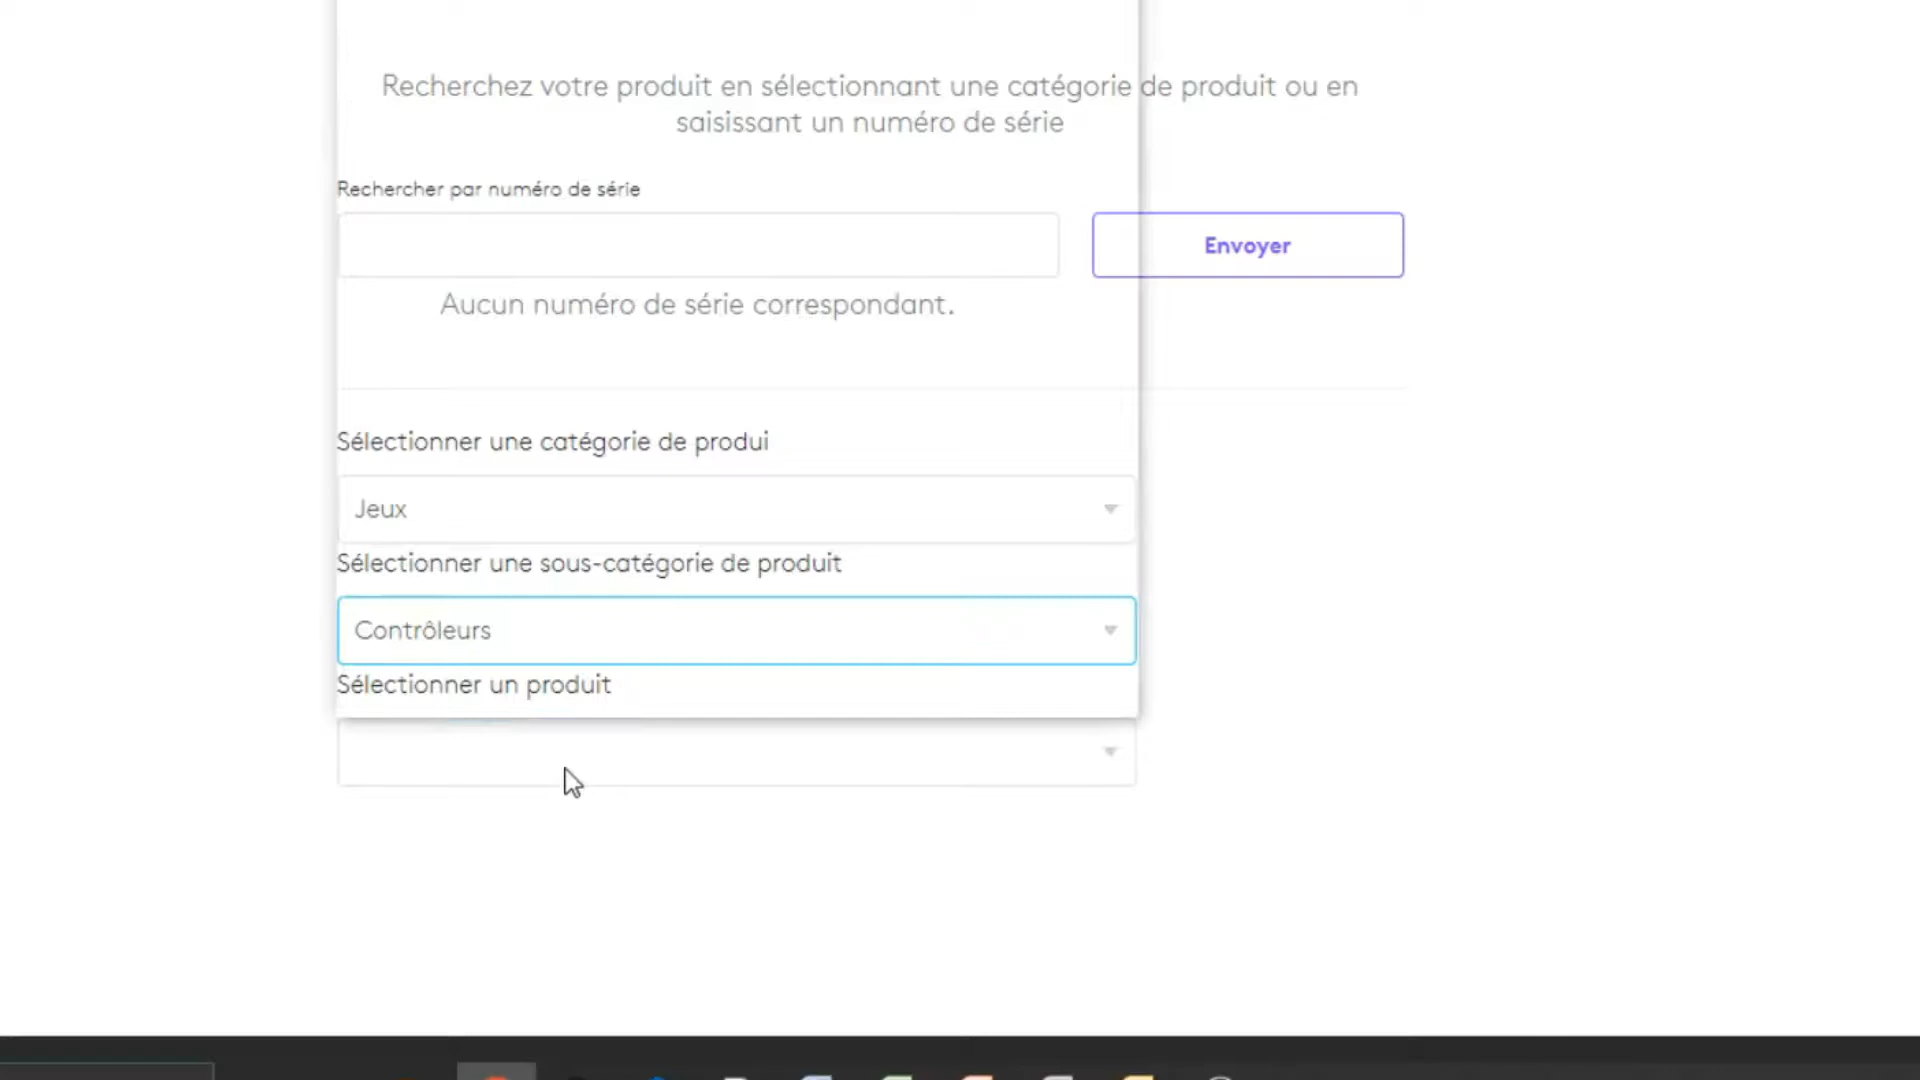 Recherchez votre produit en sélectionnant une catégorie de produit ou en
saisissant un numéro de série
Rechercher par numéro de série
Envoyer
Aucun numéro de série correspondant.
Sélectionner une catégorie de produi
Jeux
Sélectionner une sous-catégorie de produit
Contrôleurs
Sélectionner un produit